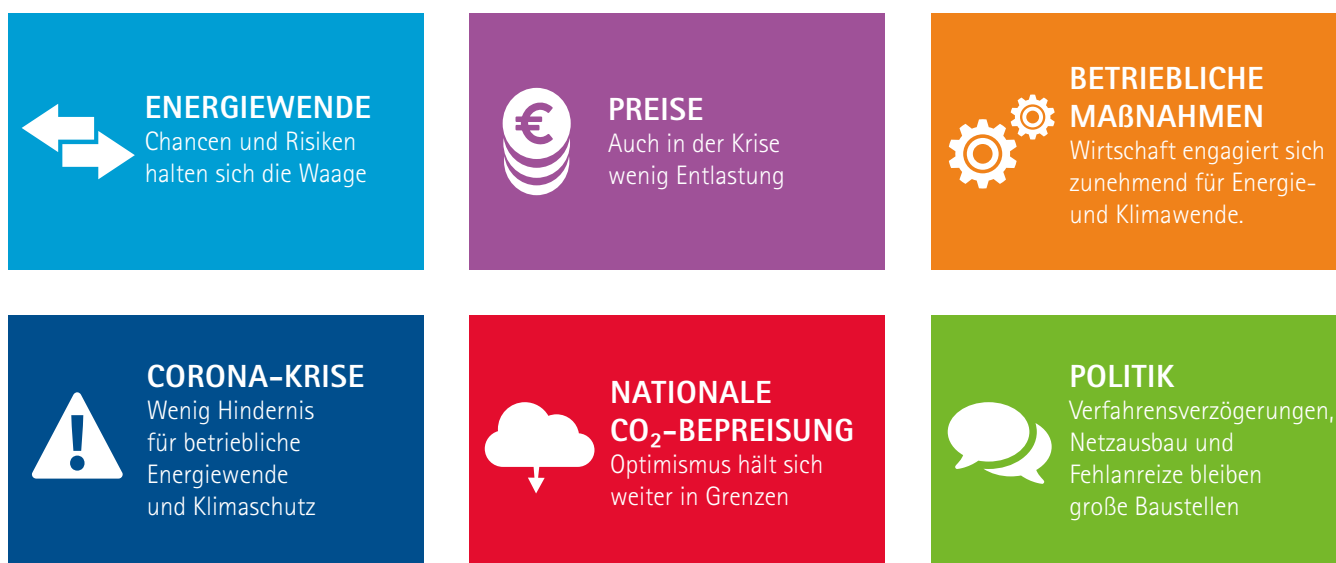 ENERGIEWENDE
Chancen und Risiken
halten sich die Waage
€
PREISE
Auch in der Krise
wenig Entlastung
BETRIEBLICHE
MAßNAHMEN
Wirtschaft engagiert sich
zunehmend für Energie-
und Klimawende.
!
CORONA-KRISE
Wenig Hindernis
für betriebliche
Energiewende
und Klimaschutz
NATIONALE
CO₂-BEPREISUNG
Optimismus hält sich
weiter in Grenzen
POLITIK
Verfahrensverzögerungen,
Netzausbau und
Fehlanreize bleiben
große Baustellen